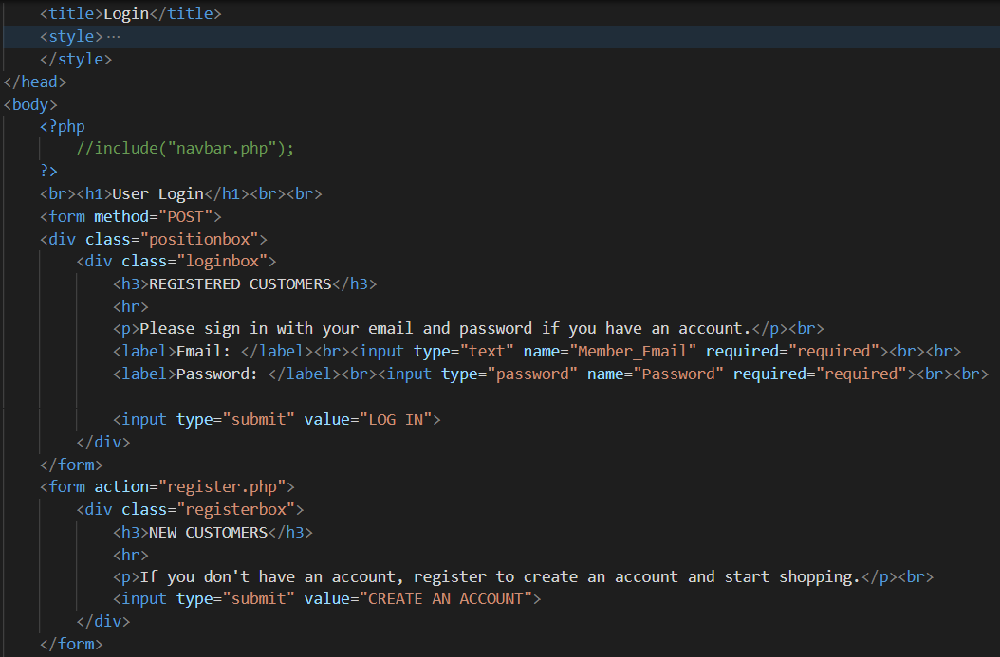 <title>Login</title>
<style>···
</style>
</head>
<body>
<?php
//include("navbar.php");
?>
<br><h1>User Login</h1><br><br>
<form method="POST">
<div class="positionbox">
<div class="loginbox">
<h3>REGISTERED CUSTOMERS</h3>
<hr>
<p>Please sign in with your email and password if you have an account.</p><br>
<label>Email: </label><br><input type="text" name="Member_Email" required="required"><br><br>
<label>Password: </label><br><input type="password" name="Password" required="required"><br><br>
<input type="submit" value="LOG IN">
</div>
</form>
<form action="register.php">
<div class="registerbox">
<h3>NEW CUSTOMERS</h3>
<hr>
<p>If you don't have an account, register to create an account and start shopping.</p><br>
<input type="submit" value="CREATE AN ACCOUNT">
</div>
</form>